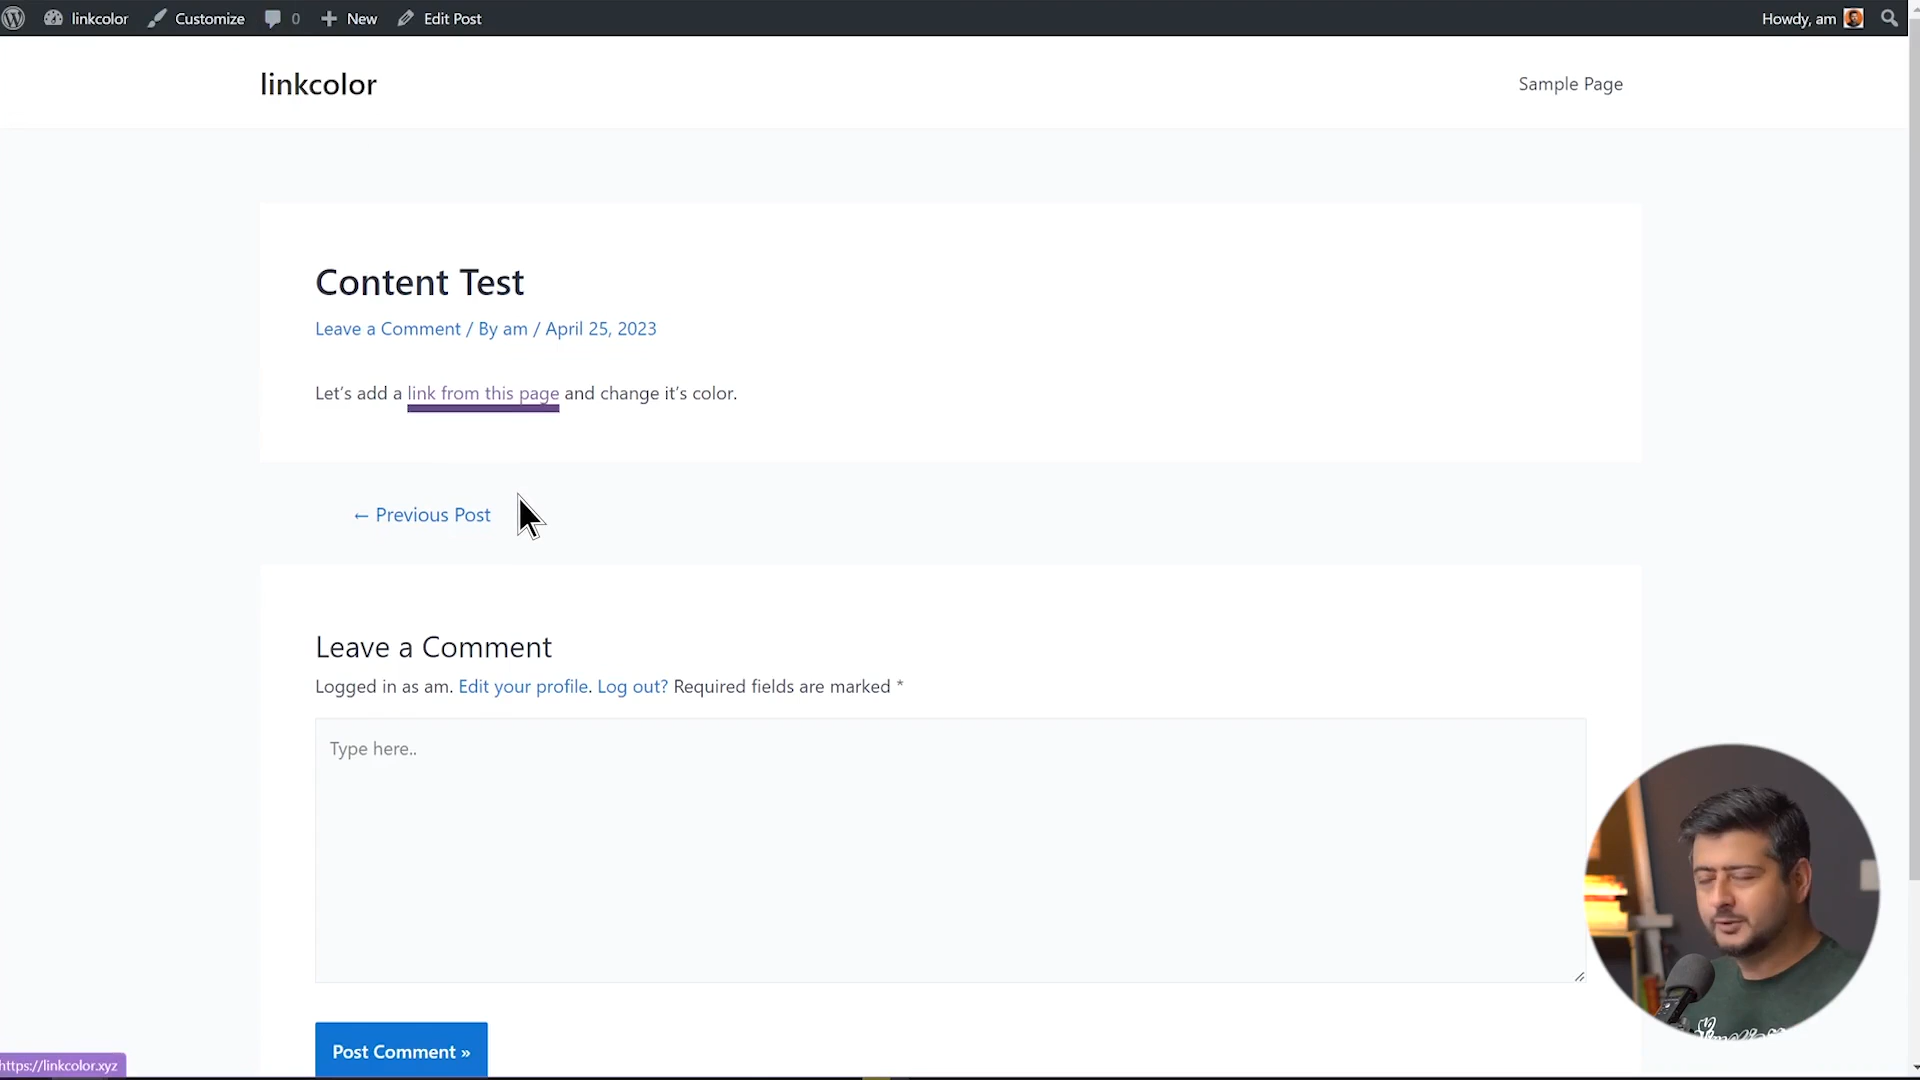 linkcolor Customize 0 New Edit Post Howdy, am
linkcolor Sample Page
Content Test
Leave a Comment / By am / April 25, 2023
Let’s add a link from this page and change it’s color.
← Previous Post
Leave a Comment
Logged in as am. Edit your profile. Log out? Required fields are marked *
Type here..
Post Comment »
https://linkcolor.xyz